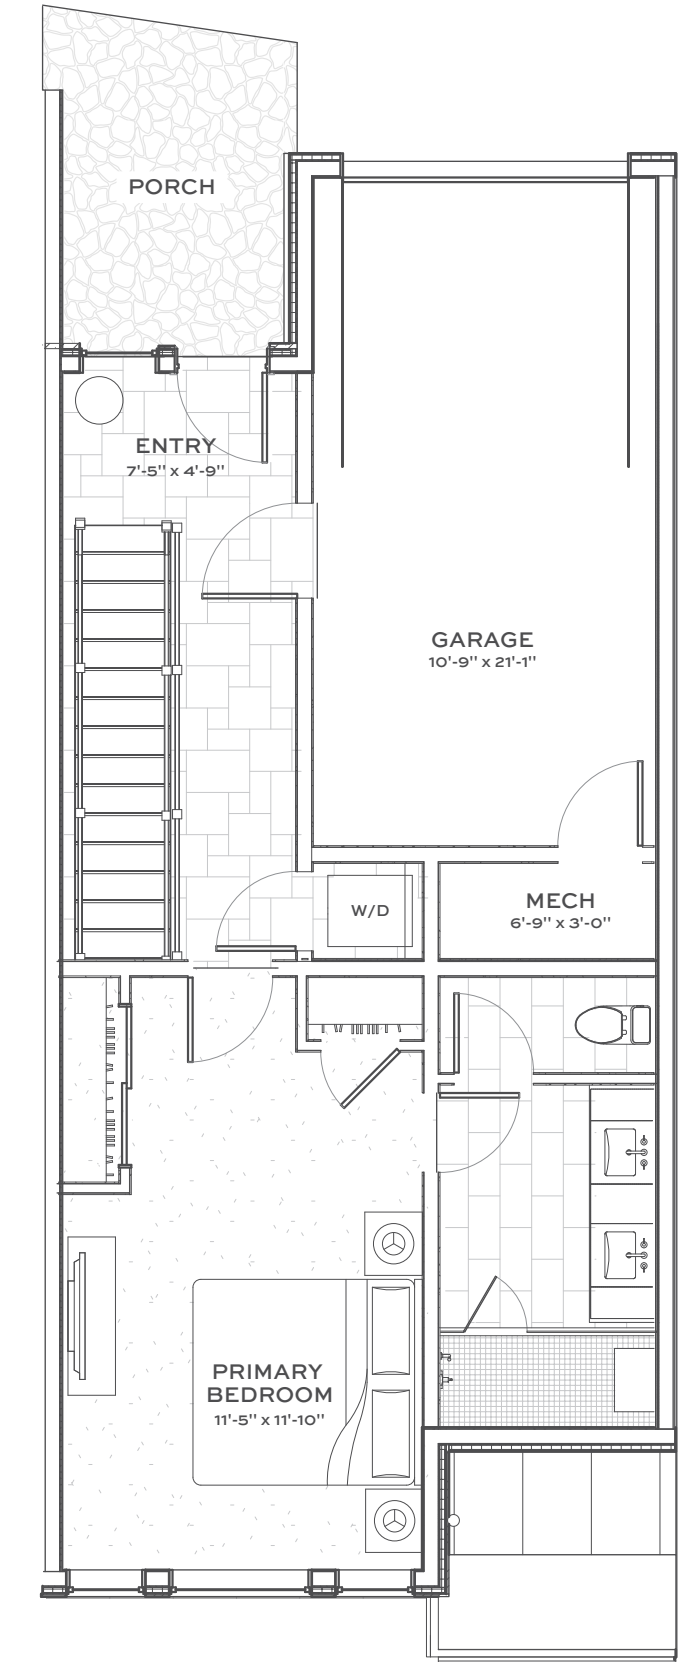 PORCH
ENTRY
7'-5" x 4'-9"
GARAGE
10'-9" x 21'-1"
W/D
MECH
6'-9" x 3'-0"
PRIMARY
BEDROOM
11'-5" x 11'-10"